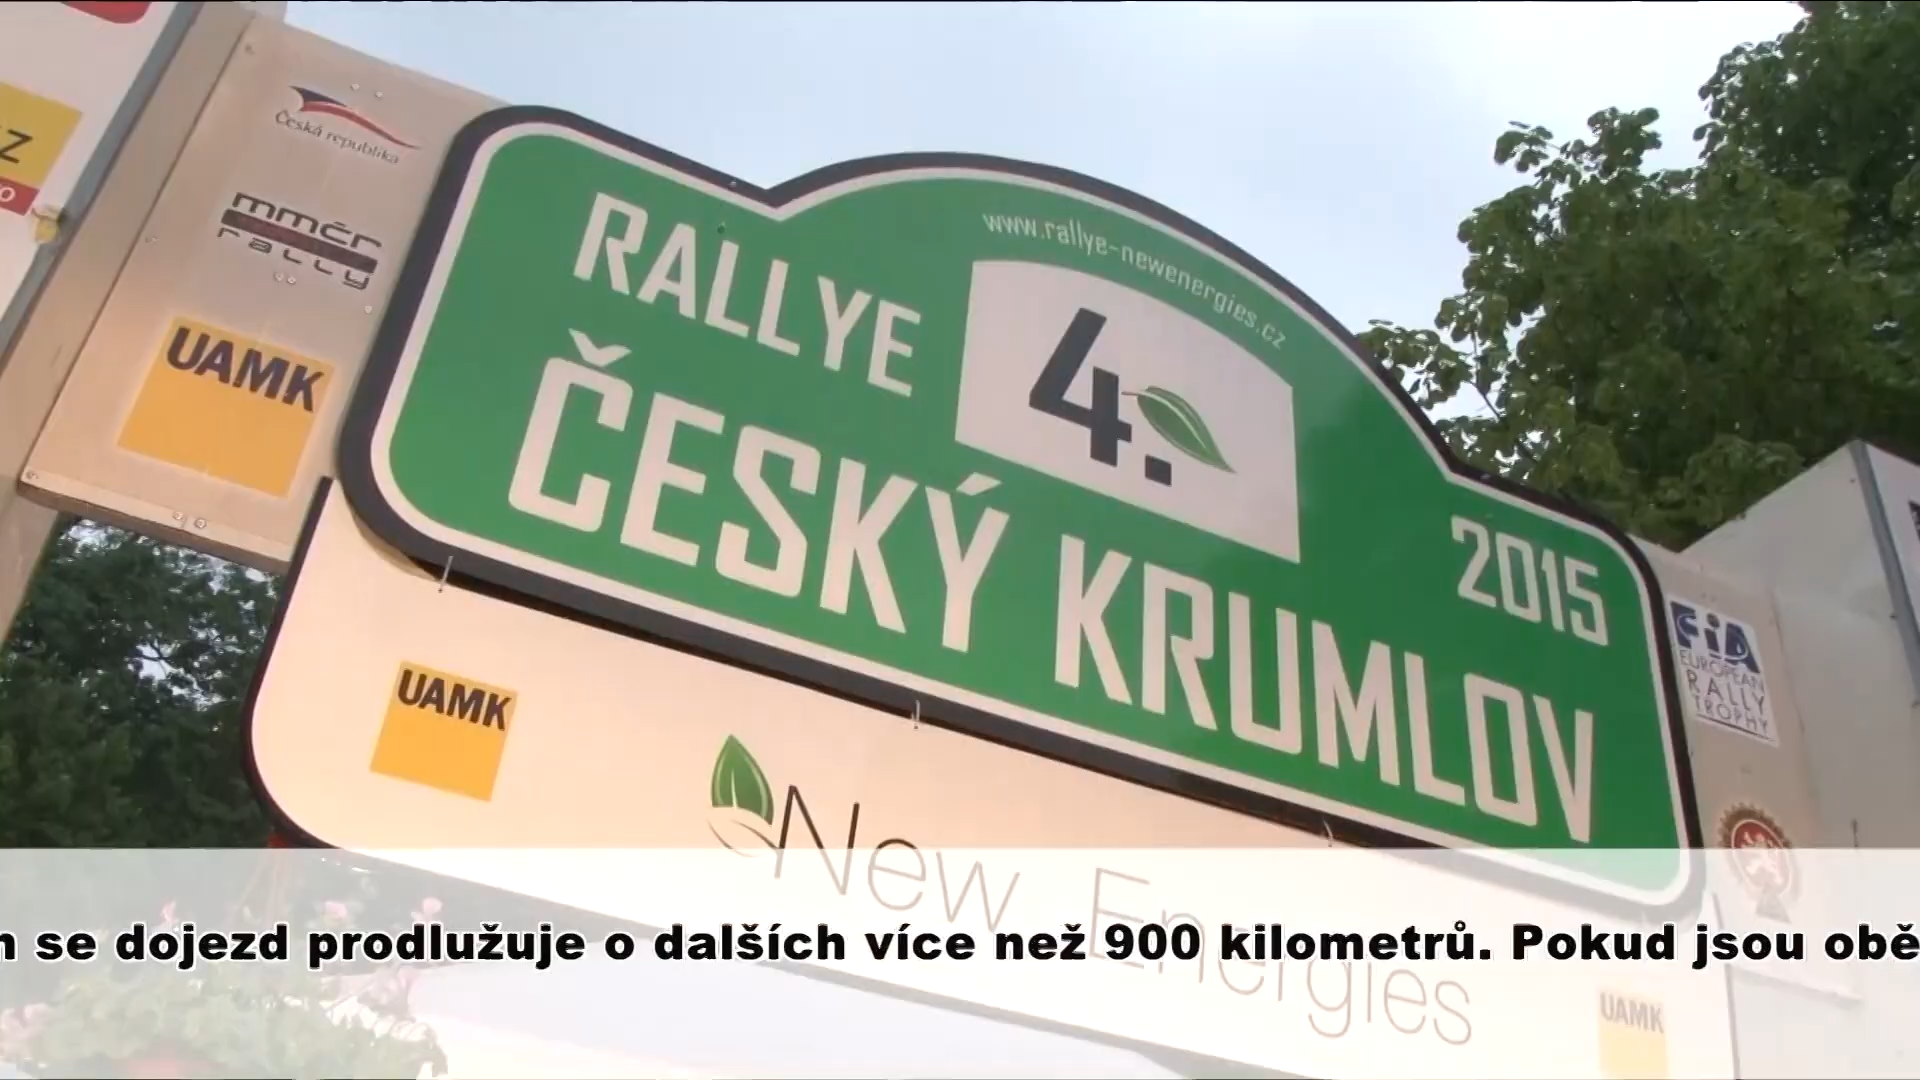 Česká republika
mmčr
rally
UAMK
www.rallye-newenergies.cz
RALLYE
4.
ČESKÝ KRUMLOV
2015
FIA
EUROPEAN
RALLY
TROPHY
UAMK
New Energies
UAMK
se dojezd prodlužuje o dalších více než 900 kilometrů. Pokud jsou obě